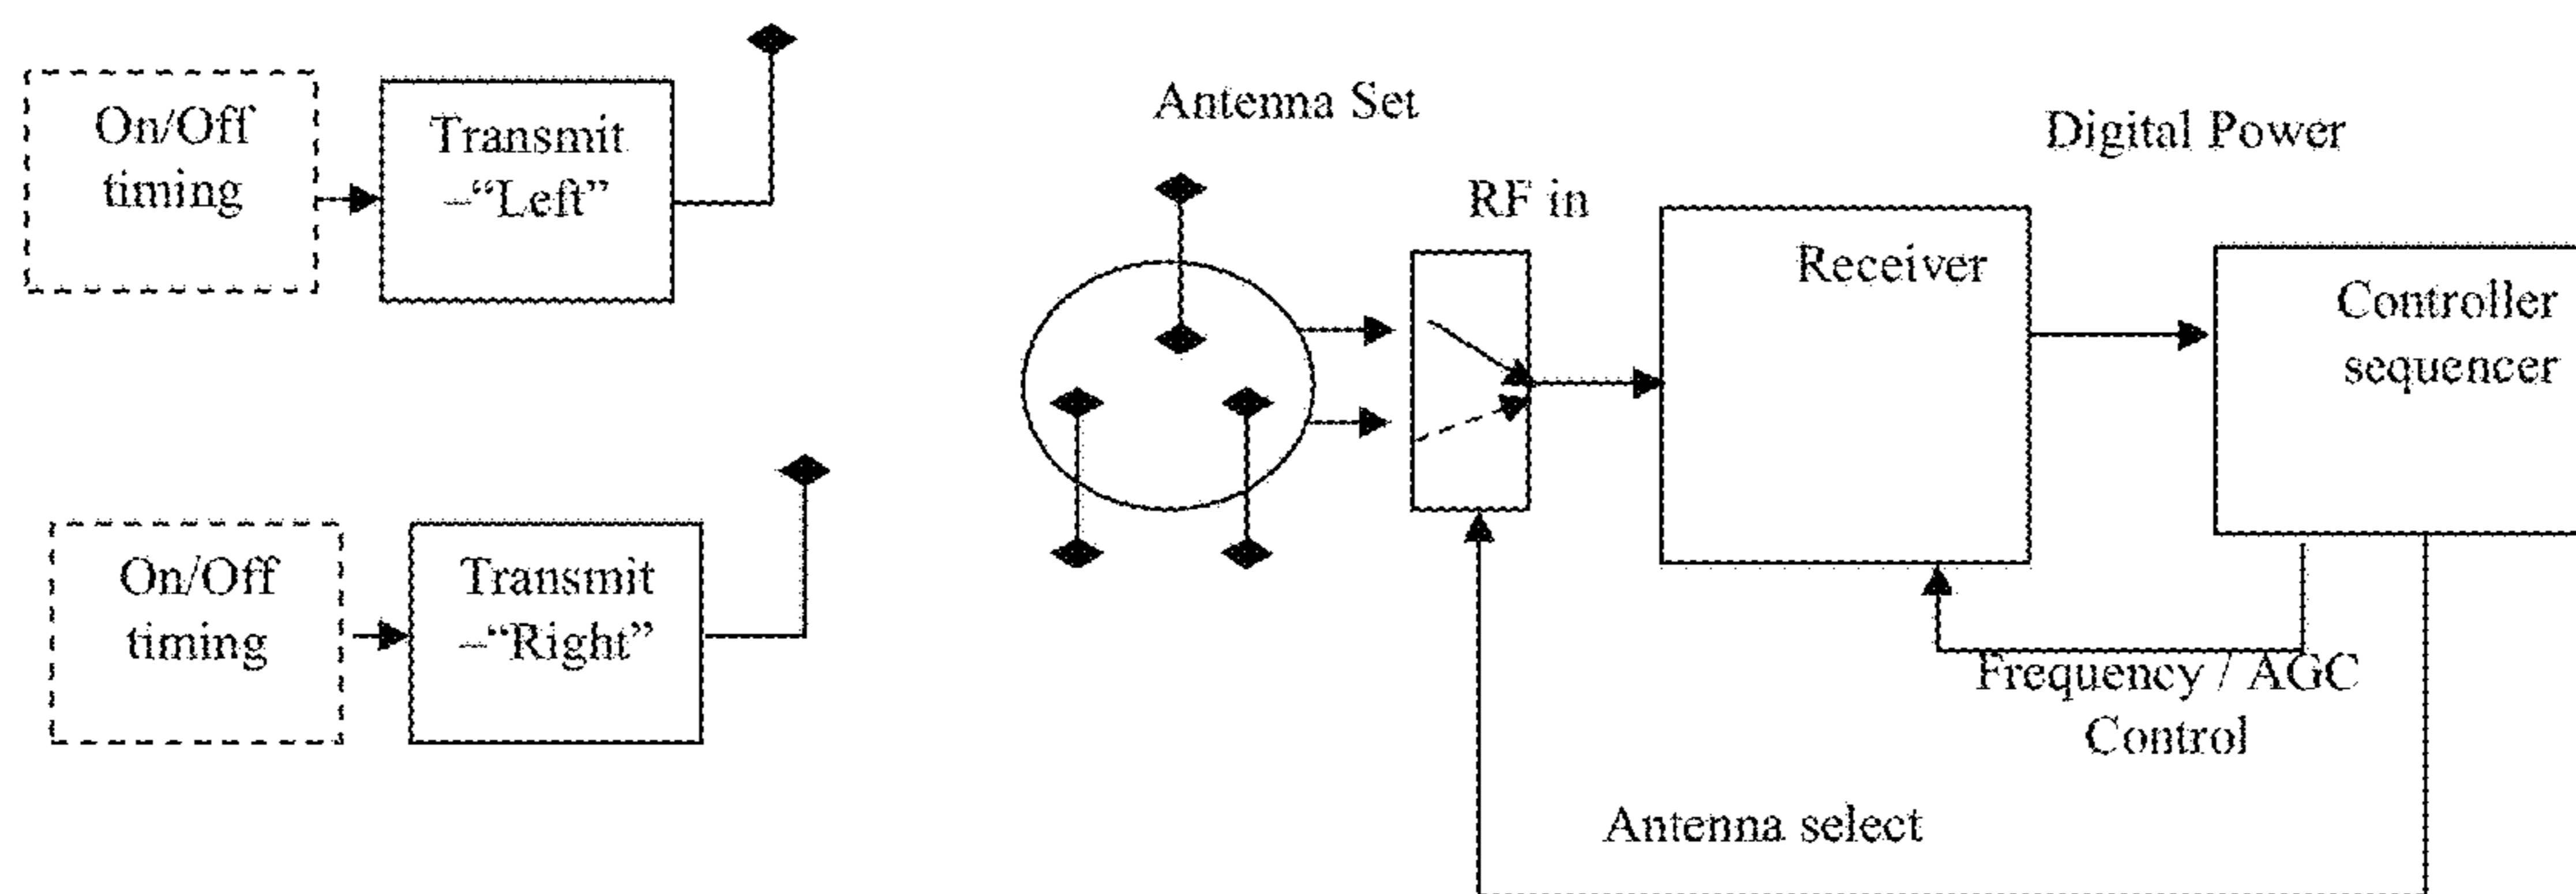 On/Off
timing
Transmit
–“Left”
Antenna Set
RF in
Digital Power
Receiver
Controller
sequencer
On/Off
timing
Transmit
–“Right”
Frequency / AGC
Control
Antenna select